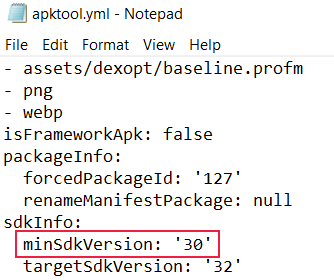 apktool.yml - Notepad
File Edit Format View Help
- assets/dexopt/baseline.profm
- png
- webp
isFrameworkApk: false
packageInfo:
  forcedPackageId: '127'
  renameManifestPackage: null
sdkInfo:
  minSdkVersion: '30'
  targetSdkVersion: '32'